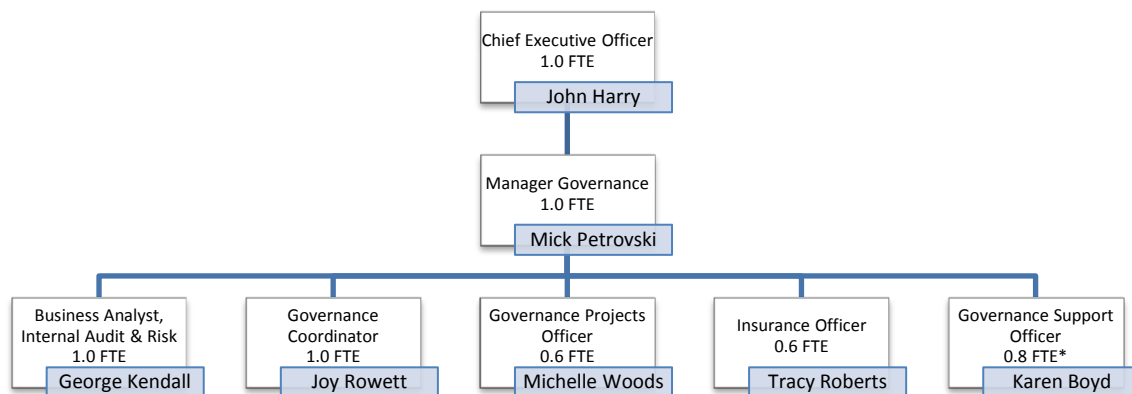 Chief Executive Officer
1.0 FTE
John Harry
Manager Governance
1.0 FTE
Mick Petrovski
Business Analyst,
Internal Audit & Risk
1.0 FTE
George Kendall
Governance
Coordinator
1.0 FTE
Joy Rowett
Governance Projects
Officer
0.6 FTE
Michelle Woods
Insurance Officer
0.6 FTE
Tracy Roberts
Governance Support
Officer
0.8 FTE*
Karen Boyd